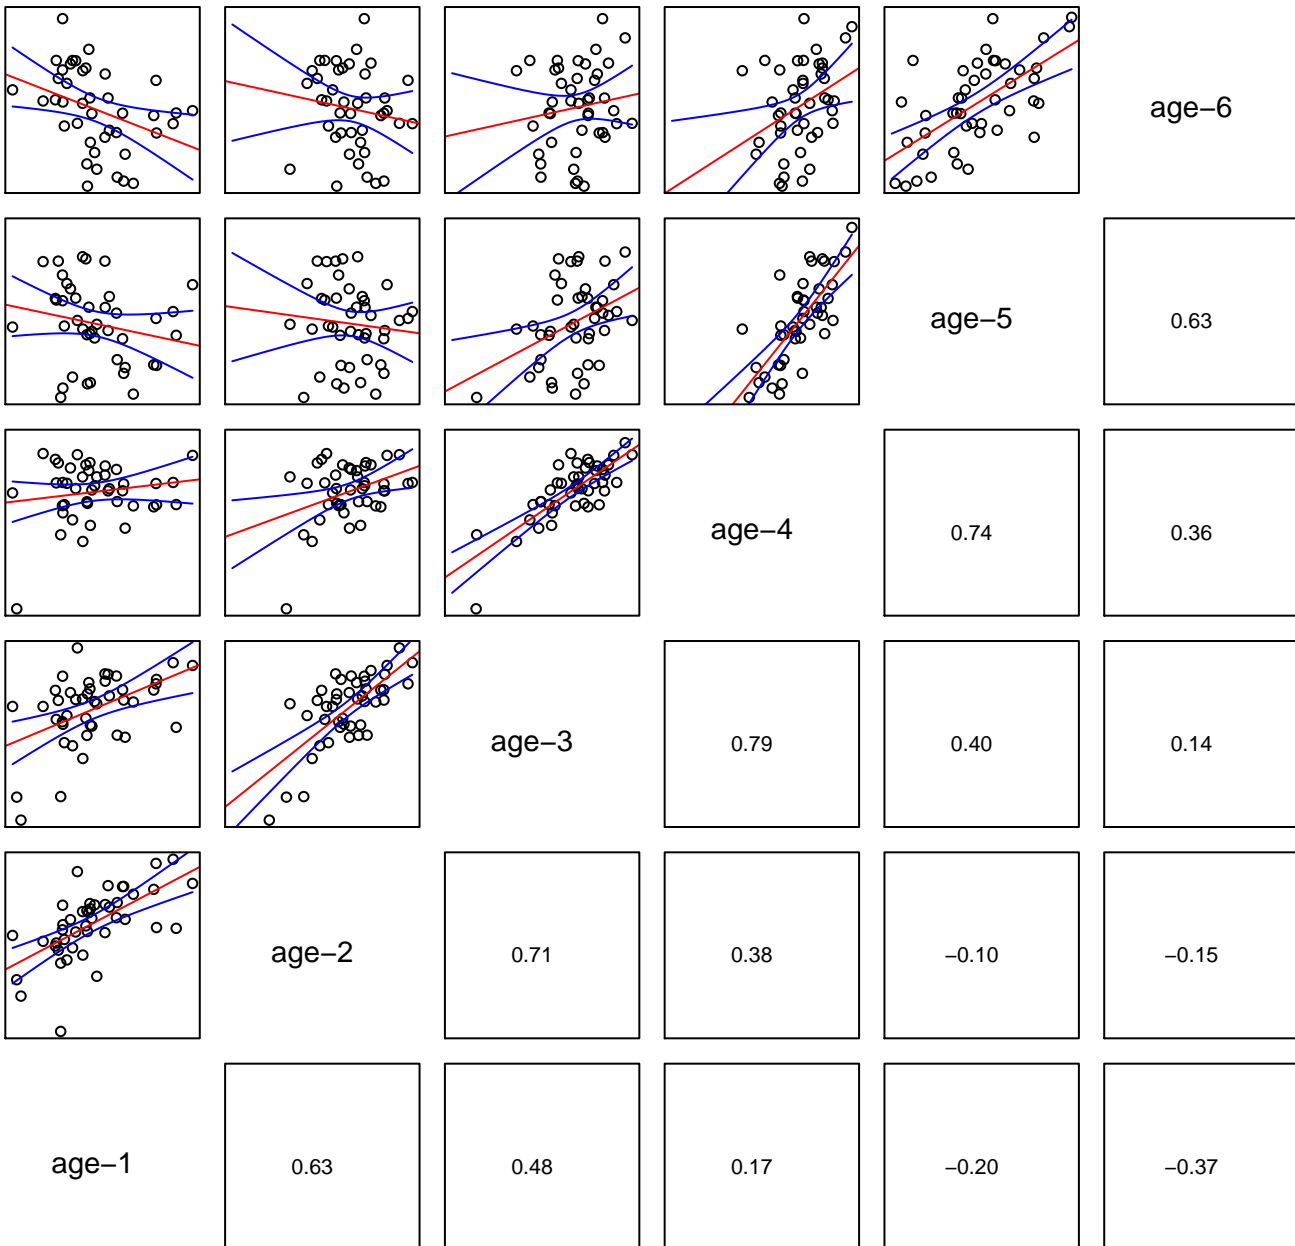 age−6
age−5 0.63
age−4 0.74 0.36
age−3 0.79 0.40 0.14
age−2 0.71 0.38 −0.10 −0.15
age−1 0.63 0.48 0.17 −0.20 −0.37